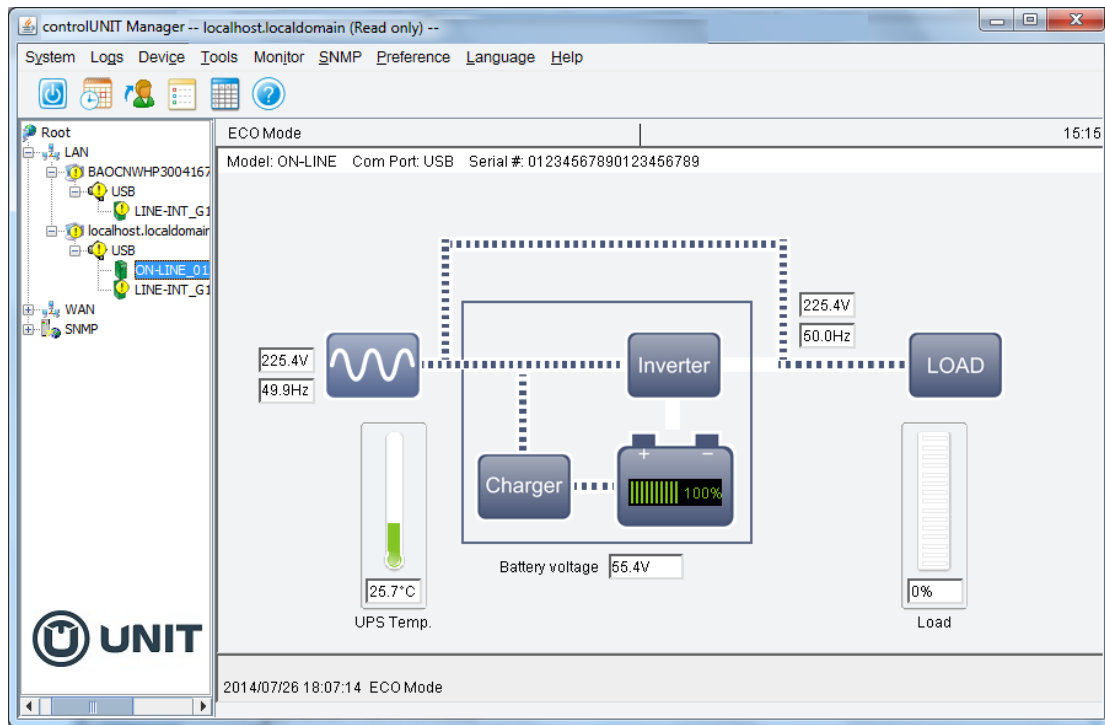 controlUNIT Manager -- localhost.localdomain (Read only) --
System Logs Device Tools Monitor SNMP Preference Language Help
Root
LAN
BAOCNWHP3004167
USB
LINE-INT_G1
localhost.localdomair
USB
ON-LINE_01
LINE-INT_G1
WAN
SNMP
UNIT
ECO Mode
15:15
Model: ON-LINE Com Port: USB Serial #: 01234567890123456789
225.4V
50.0Hz
225.4V
49.9Hz
Inverter
LOAD
Charger
+ −
100%
Battery voltage 55.4V
25.7°C
UPS Temp.
0%
Load
2014/07/26 18:07:14 ECO Mode